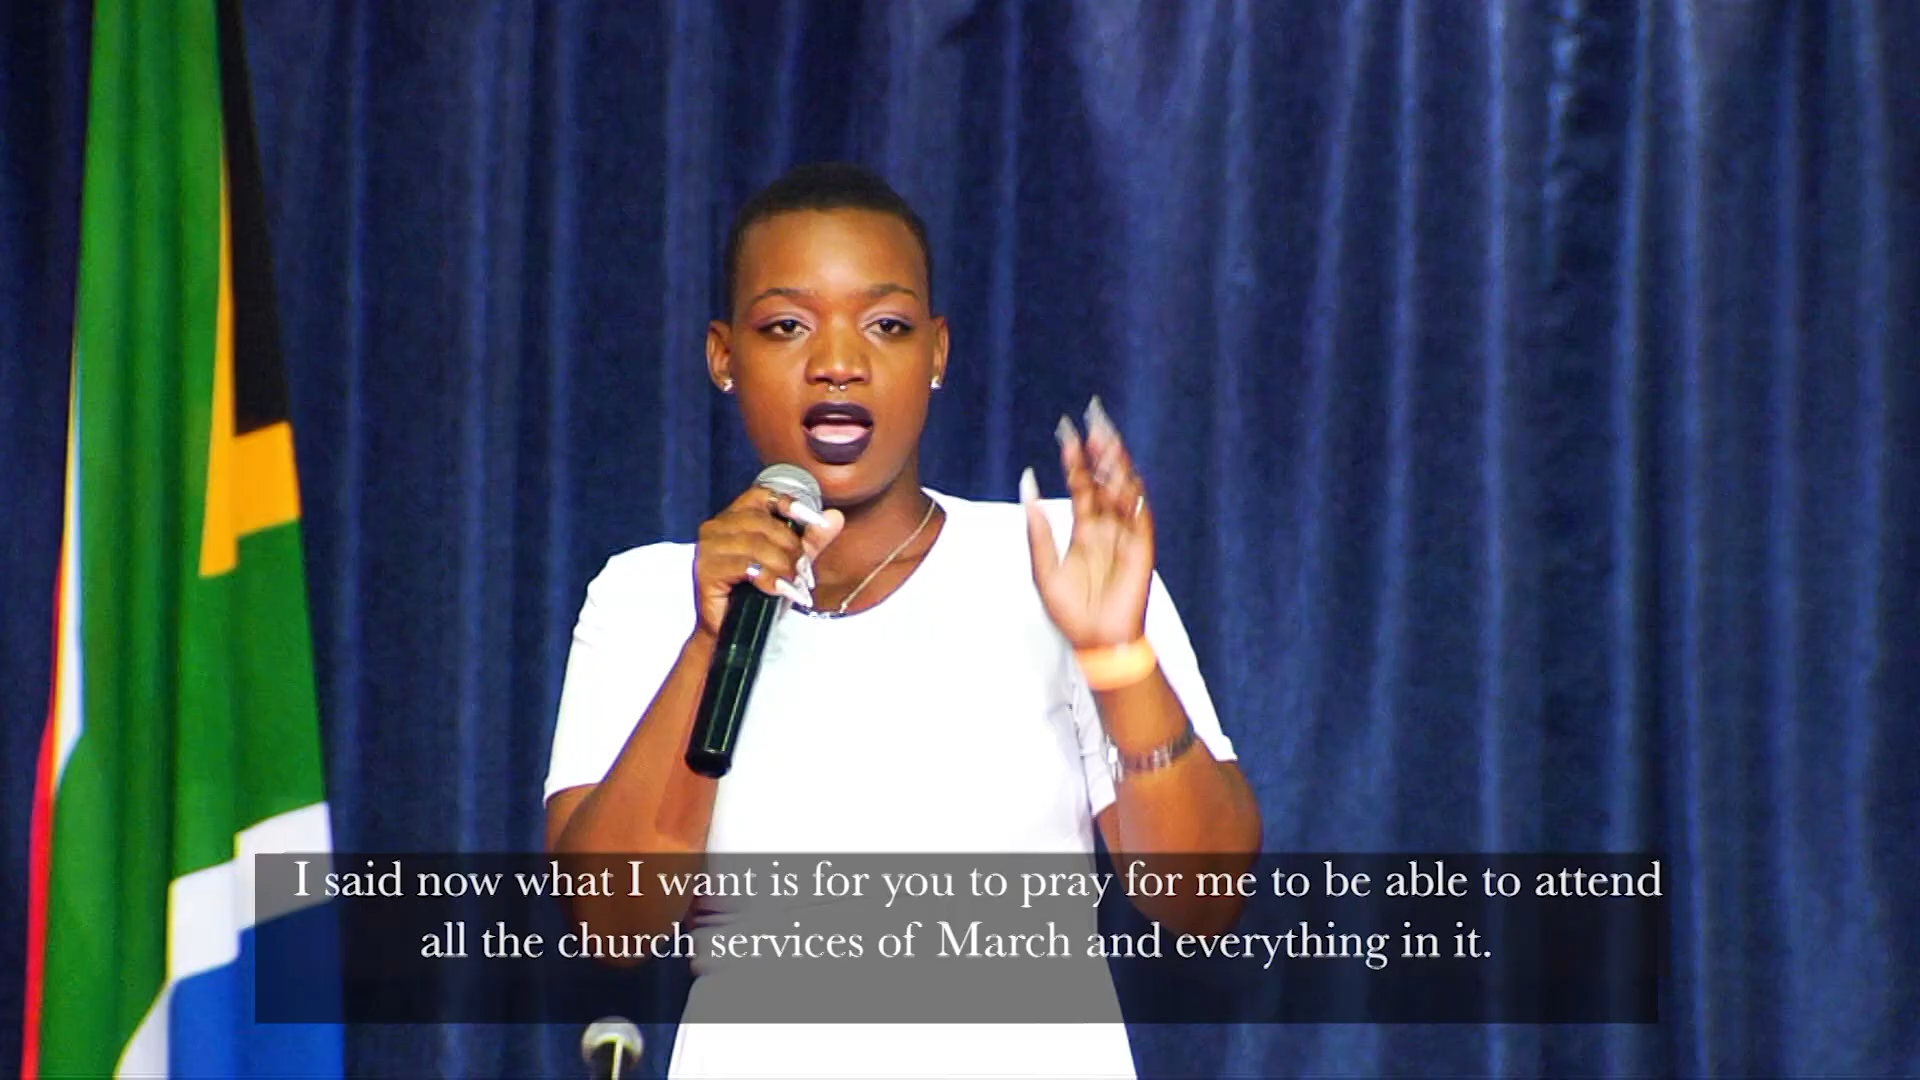 I said now what I want is for you to pray for me to be able to attend
all the church services of March and everything in it.